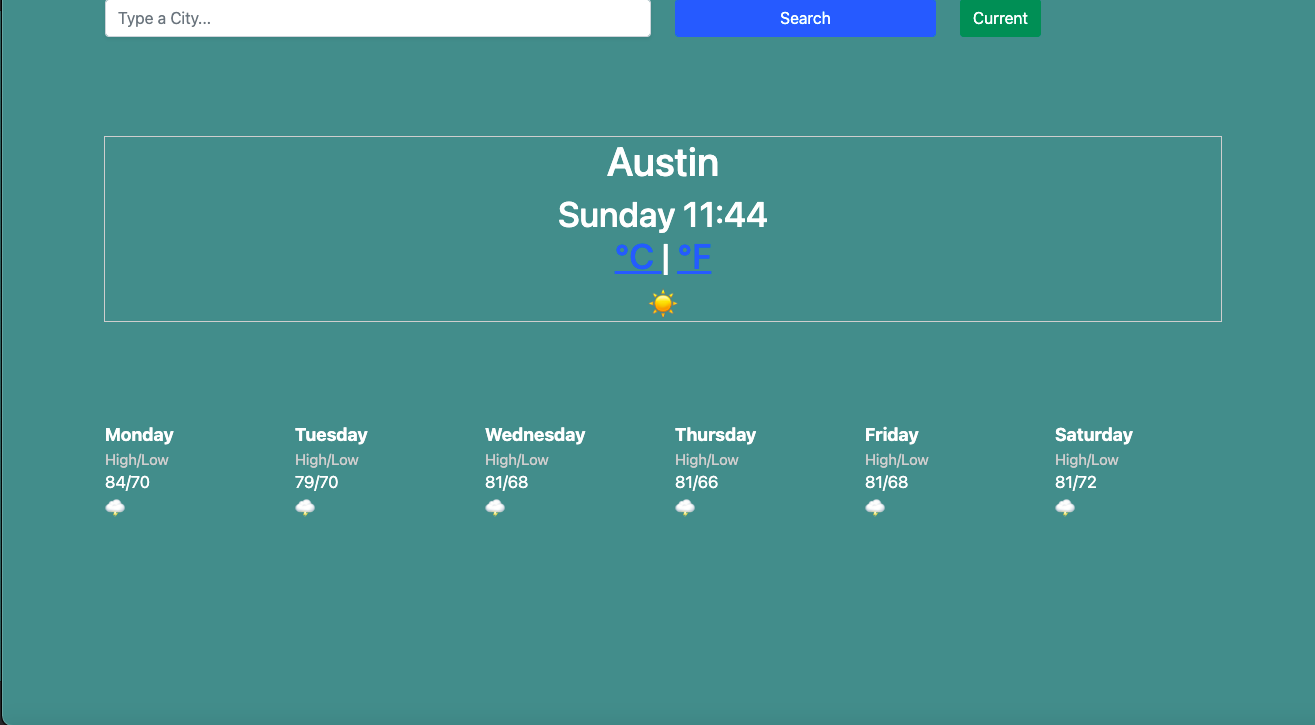 Type a City... Search Current
Austin
Sunday 11:44
°C | °F
Monday Tuesday Wednesday Thursday Friday Saturday
High/Low High/Low High/Low High/Low High/Low High/Low
84/70 79/70 81/68 81/66 81/68 81/72